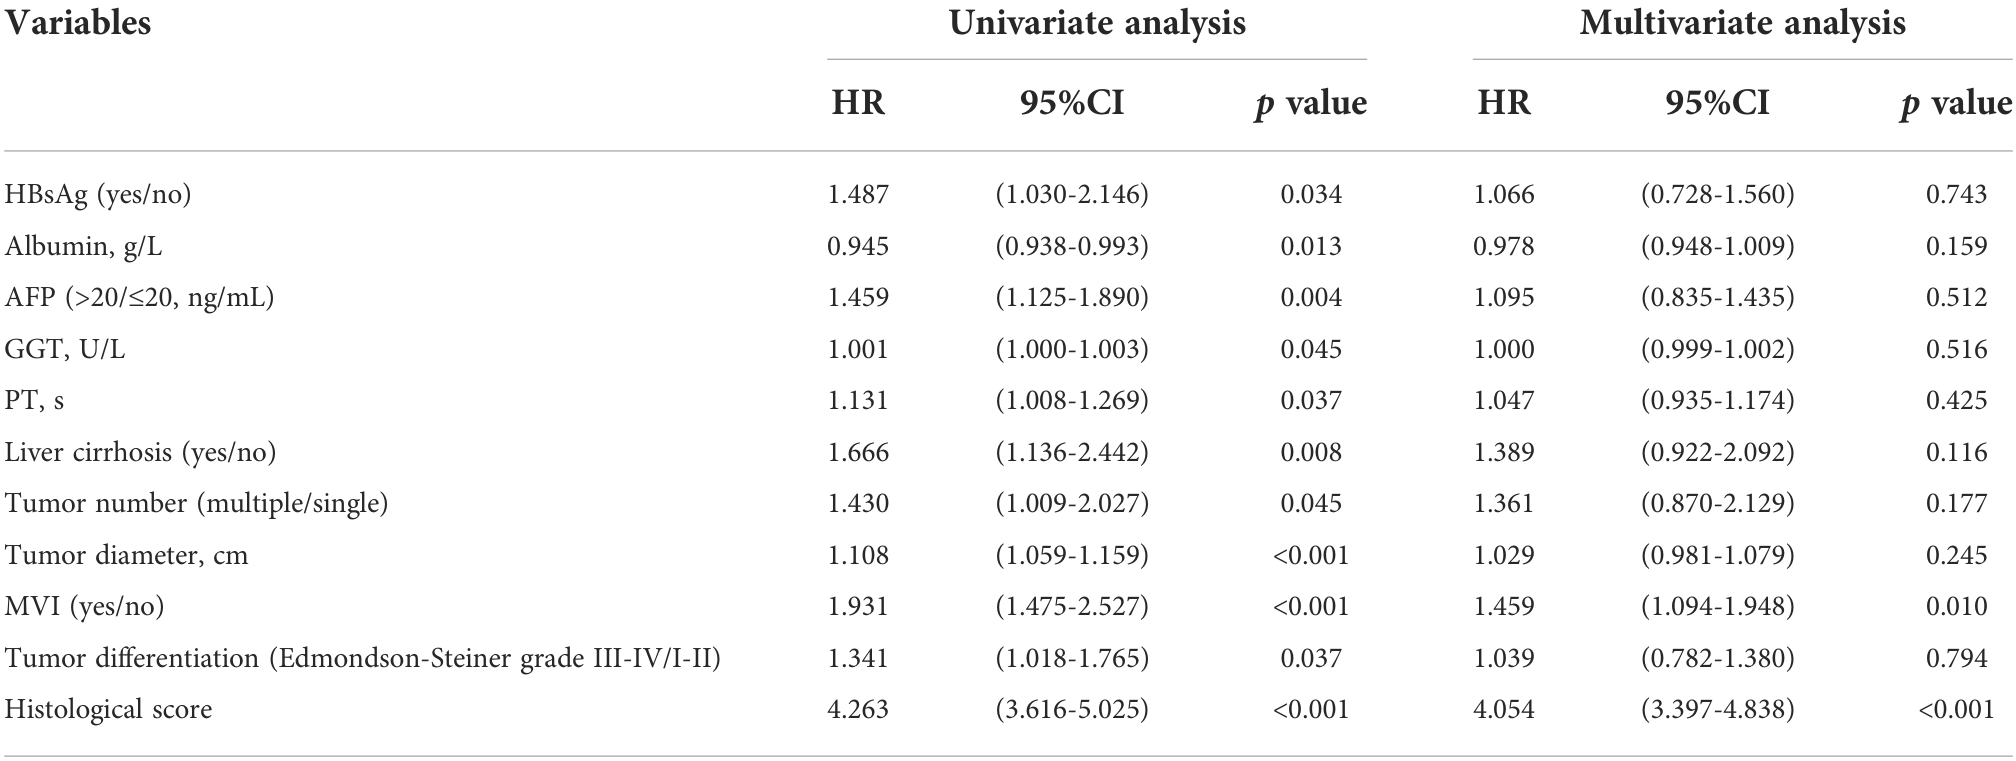 Variables Univariate analysis Multivariate analysis
HR 95%CI p value HR 95%CI p value
HBsAg (yes/no) 1.487 (1.030-2.146) 0.034 1.066 (0.728-1.560) 0.743
Albumin, g/L 0.945 (0.938-0.993) 0.013 0.978 (0.948-1.009) 0.159
AFP (>20/≤20, ng/mL) 1.459 (1.125-1.890) 0.004 1.095 (0.835-1.435) 0.512
GGT, U/L 1.001 (1.000-1.003) 0.045 1.000 (0.999-1.002) 0.516
PT, s 1.131 (1.008-1.269) 0.037 1.047 (0.935-1.174) 0.425
Liver cirrhosis (yes/no) 1.666 (1.136-2.442) 0.008 1.389 (0.922-2.092) 0.116
Tumor number (multiple/single) 1.430 (1.009-2.027) 0.045 1.361 (0.870-2.129) 0.177
Tumor diameter, cm 1.108 (1.059-1.159) <0.001 1.029 (0.981-1.079) 0.245
MVI (yes/no) 1.931 (1.475-2.527) <0.001 1.459 (1.094-1.948) 0.010
Tumor differentiation (Edmondson-Steiner grade III-IV/I-II) 1.341 (1.018-1.765) 0.037 1.039 (0.782-1.380) 0.794
Histological score 4.263 (3.616-5.025) <0.001 4.054 (3.397-4.838) <0.001